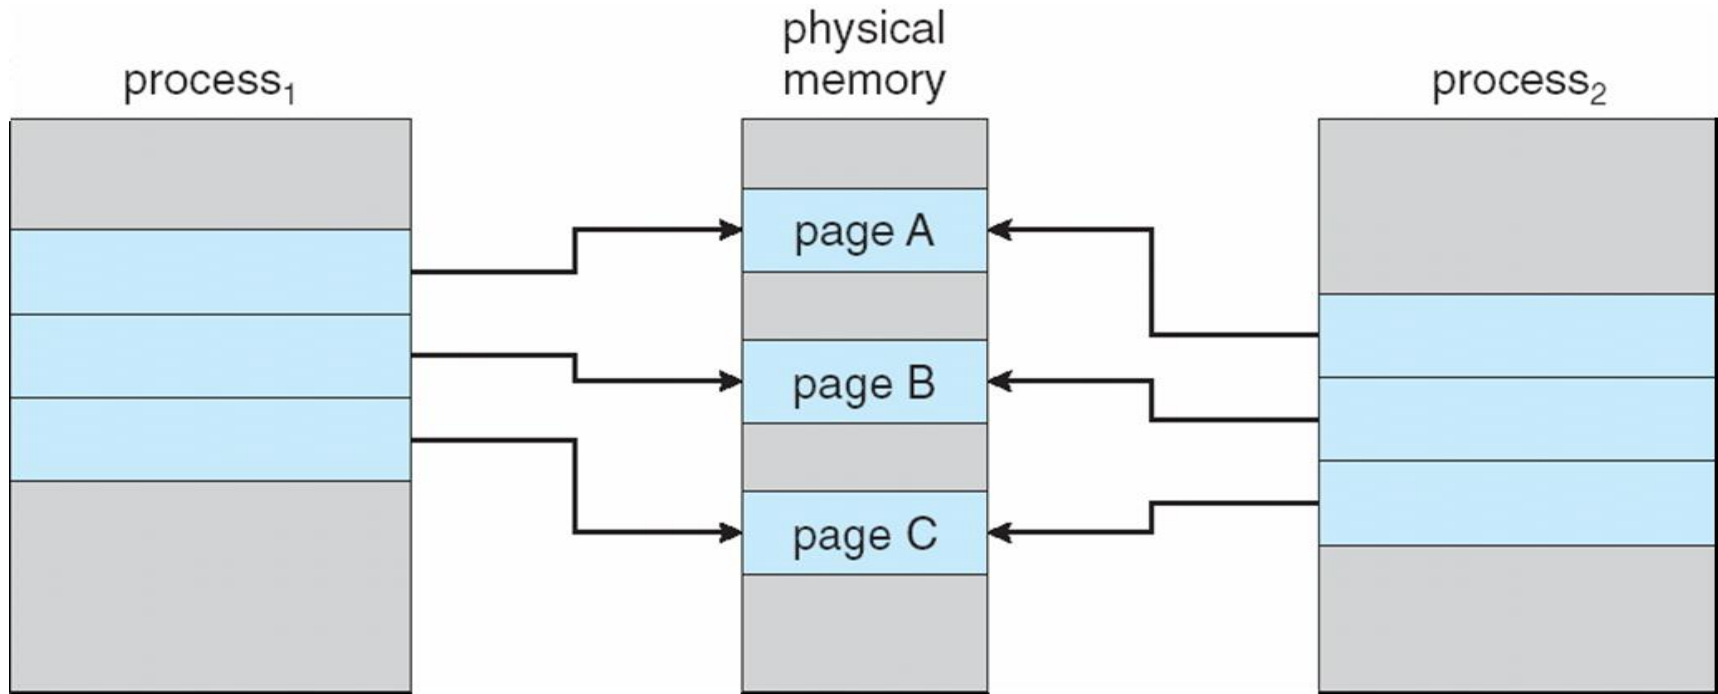 process₁
physical
memory
process₂
page A
page B
page C